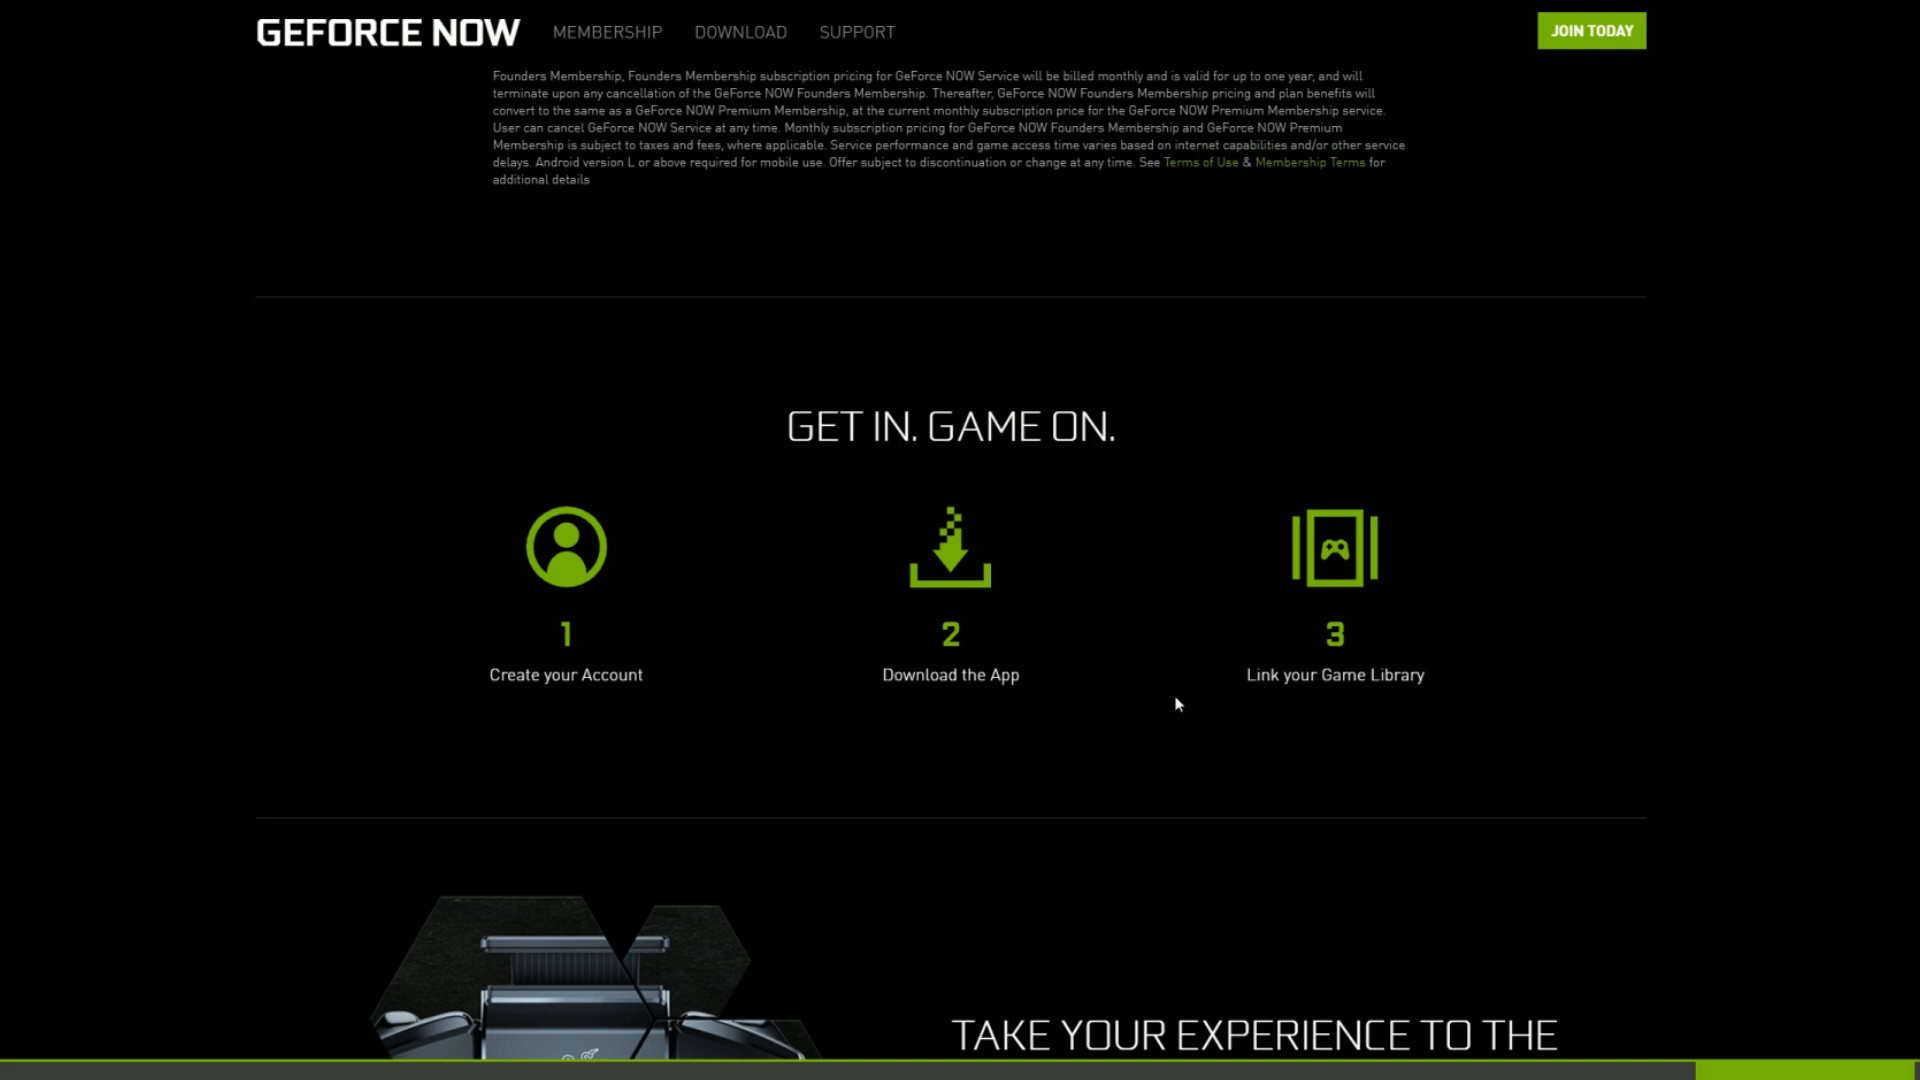 GEFORCE NOW MEMBERSHIP DOWNLOAD SUPPORT JOIN TODAY
Founders Membership, Founders Membership subscription pricing for GeForce NOW Service will be billed monthly and is valid for up to one year, and will
terminate upon any cancellation of the GeForce NOW Founders Membership. Thereafter, GeForce NOW Founders Membership pricing and plan benefits will
convert to the same as a GeForce NOW Premium Membership, at the current monthly subscription price for the GeForce NOW Premium Membership service.
User can cancel GeForce NOW Service at any time. Monthly subscription pricing for GeForce NOW Founders Membership and GeForce NOW Premium
Membership is subject to taxes and fees, where applicable. Service performance and game access time varies based on internet capabilities and/or other service
delays. Android version L or above required for mobile use. Offer subject to discontinuation or change at any time. See Terms of Use & Membership Terms for
additional details
GET IN. GAME ON.
1 2 3
Create your Account Download the App Link your Game Library
TAKE YOUR EXPERIENCE TO THE